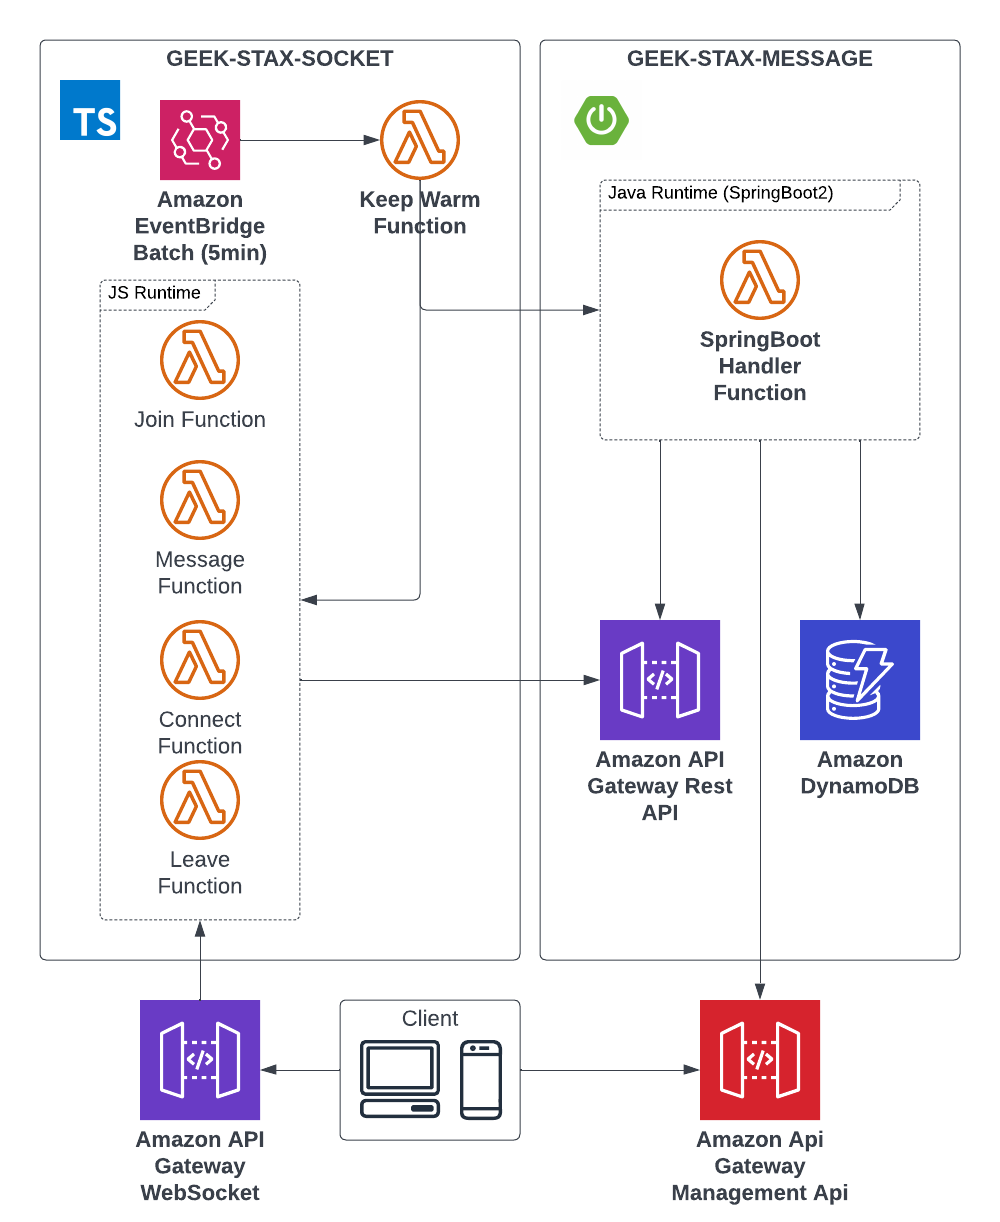 GEEK-STAX-SOCKET
TS
Amazon
EventBridge
Batch (5min)
Keep Warm
Function
JS Runtime
Join Function
Message
Function
Connect
Function
Leave
Function
GEEK-STAX-MESSAGE
Java Runtime (SpringBoot2)
SpringBoot
Handler
Function
</>
Amazon API
Gateway Rest
API
Amazon
DynamoDB
</>
Amazon API
Gateway
WebSocket
Client
</>
Amazon Api
Gateway
Management Api